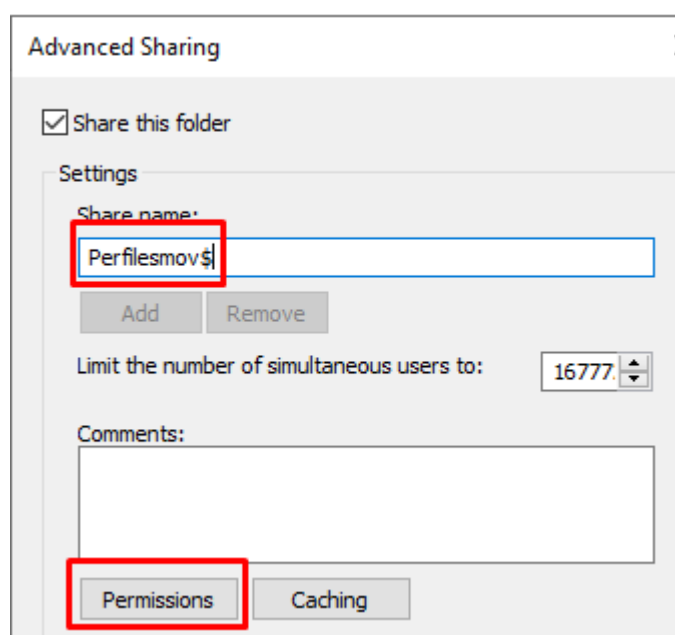 Advanced Sharing
Share this folder
Settings
Share name:
Perfilesmov$
Add Remove
Limit the number of simultaneous users to: 16777
Comments:
Permissions Caching